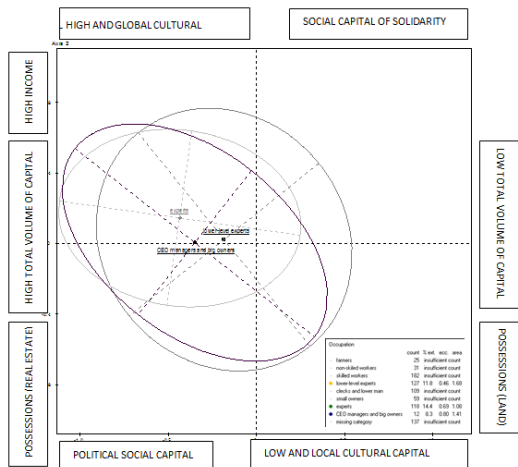 HIGH AND GLOBAL CULTURAL
SOCIAL CAPITAL OF SOLIDARITY
Axe 2
HIGH INCOME
HIGH TOTAL VOLUME OF CAPITAL
LOW TOTAL VOLUME OF CAPITAL
experts
Lower-level experts
CEO managers and big owners
POSSESSIONS (REAL ESTATE)
POSSESSIONS (LAND)
Occupation
count %ext. ecc. area
farmers 25 insufficient count
non-skilled workers 31 insufficient count
skilled workers 182 insufficient count
lower-level experts 127 11.8 0.46 1.68
clecks and lower man 109 insufficient count
small owners 59 insufficient count
experts 118 14.4 0.69 1.06
CEO managers and big owners 12 8.3 0.80 1.41
missing category 137 insufficient count
POLITICAL SOCIAL CAPITAL
LOW AND LOCAL CULTURAL CAPITAL